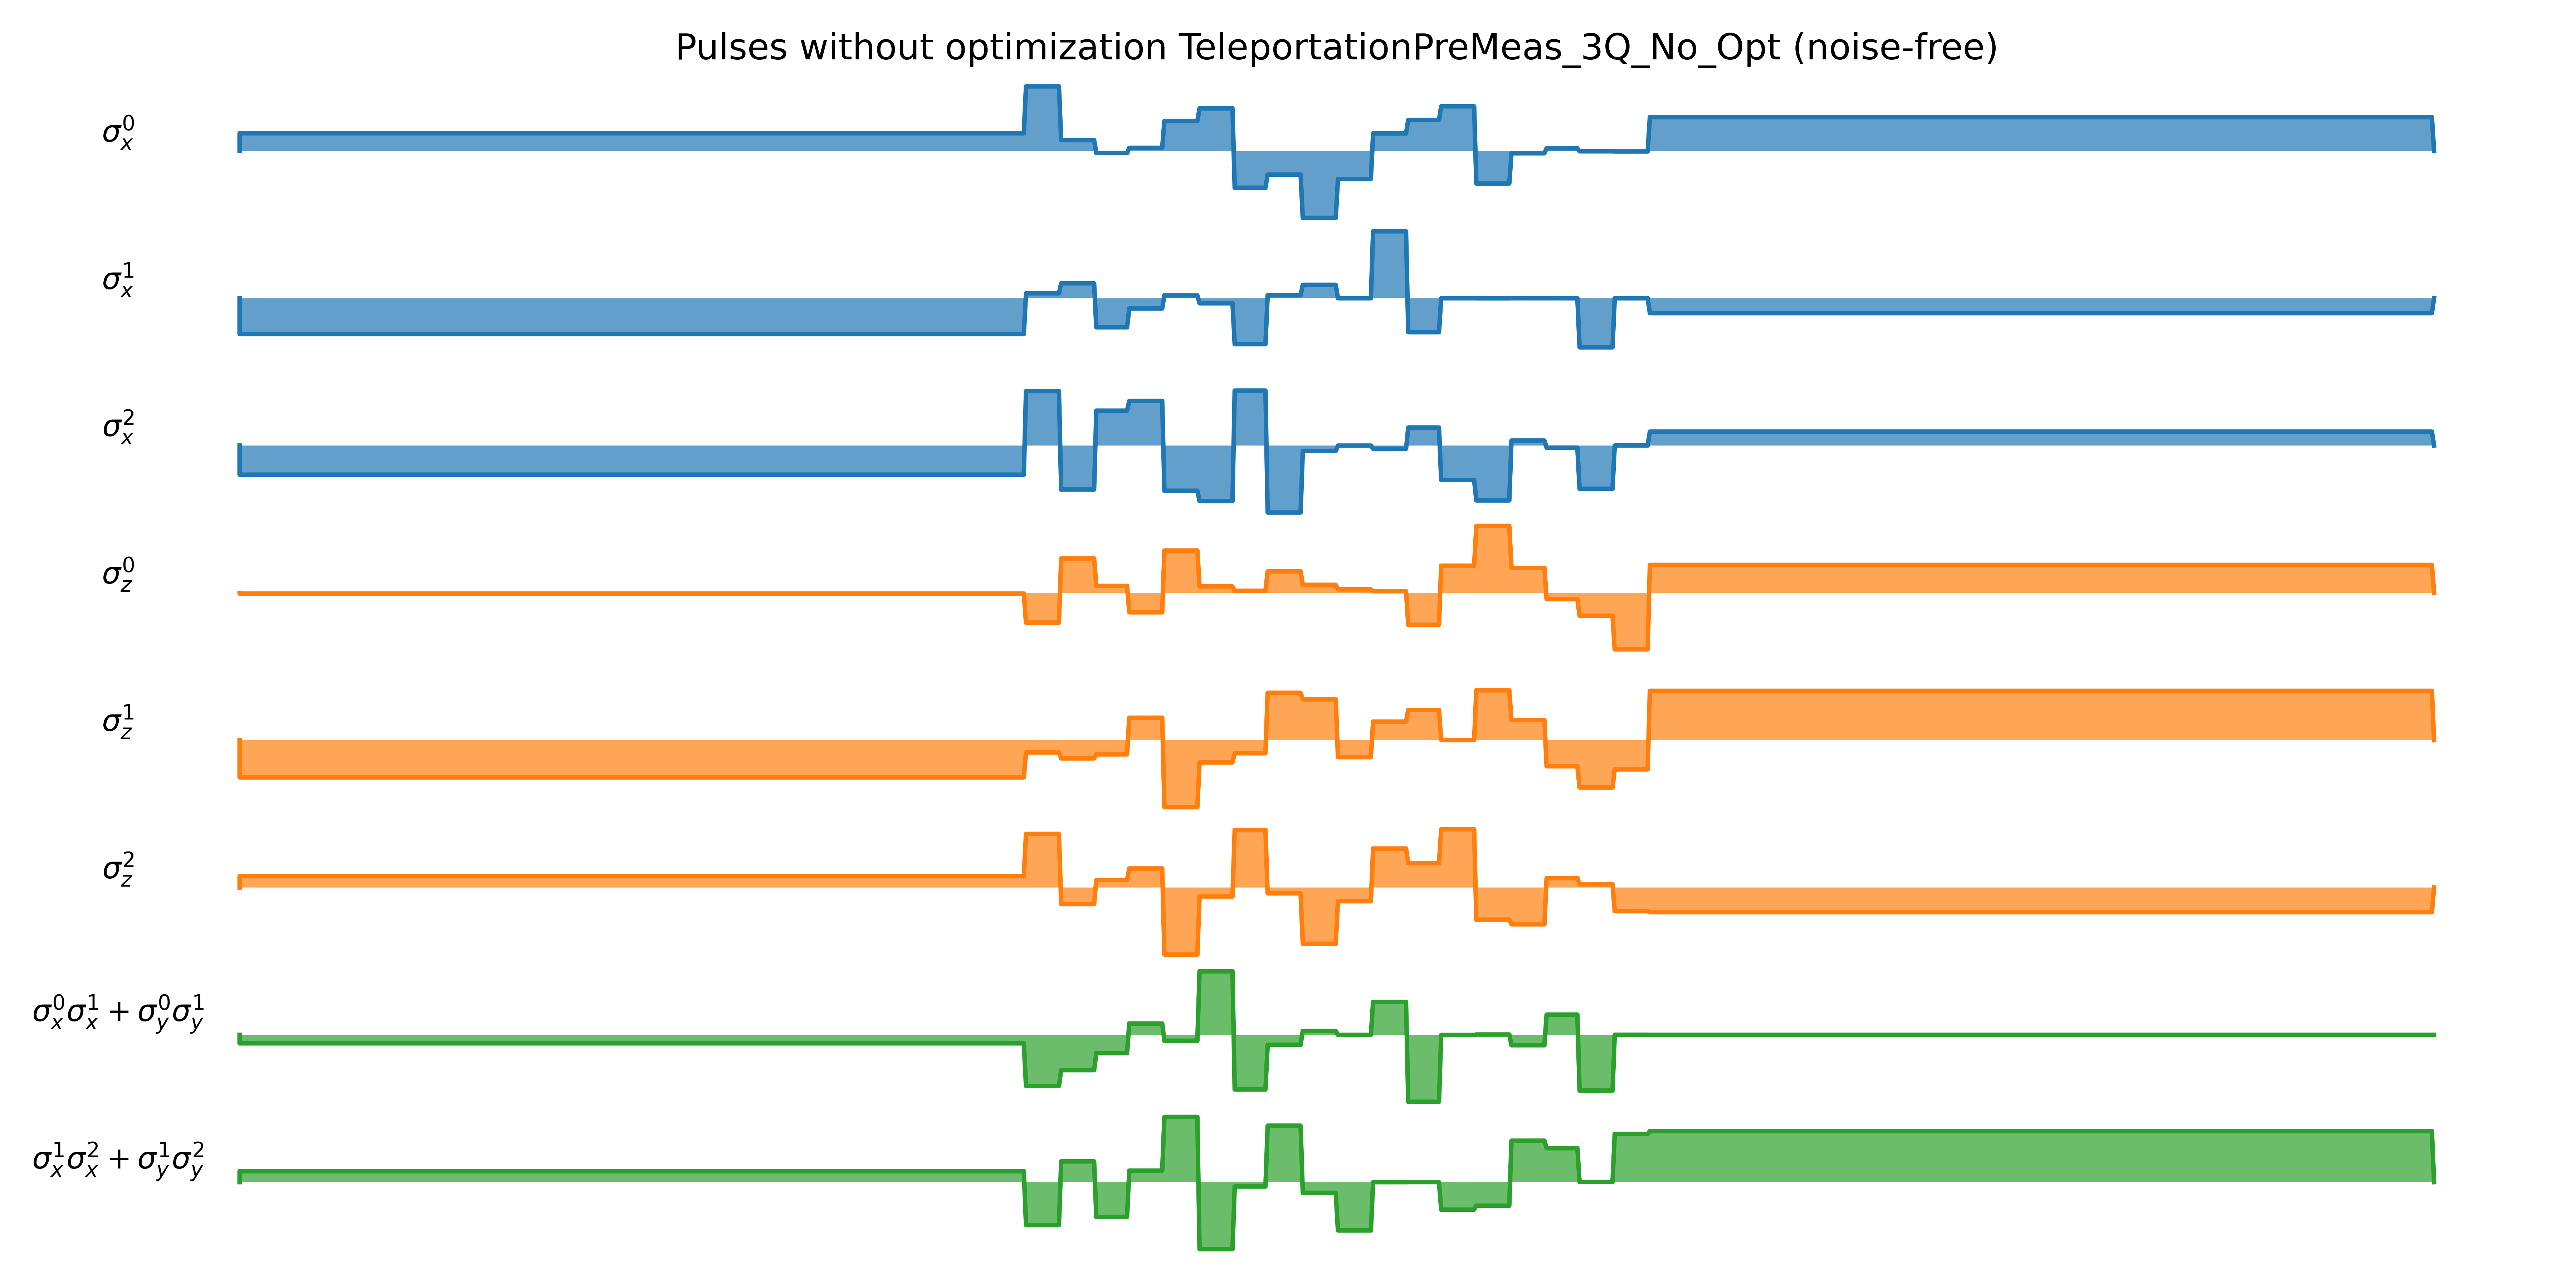 Pulses without optimization TeleportationPreMeas_3Q_No_Opt (noise-free)
σ_x^0
σ_x^1
σ_x^2
σ_z^0
σ_z^1
σ_z^2
σ_x^0σ_x^1 + σ_y^0σ_y^1
σ_x^1σ_x^2 + σ_y^1σ_y^2